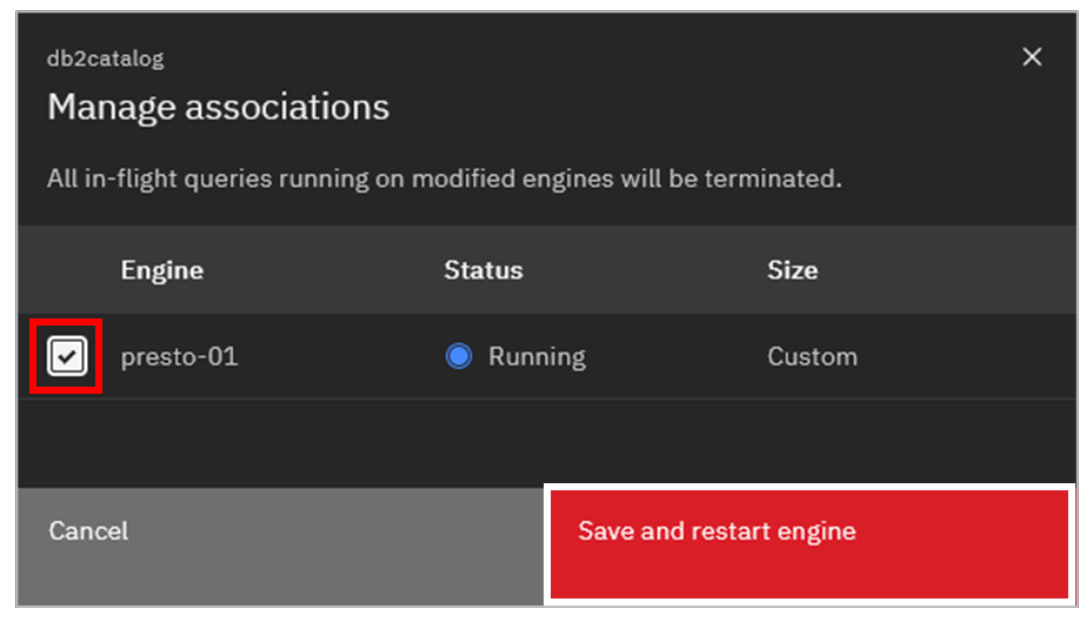 db2catalog
Manage associations
All in-flight queries running on modified engines will be terminated.
Engine Status Size
presto-01 Running Custom
Cancel Save and restart engine